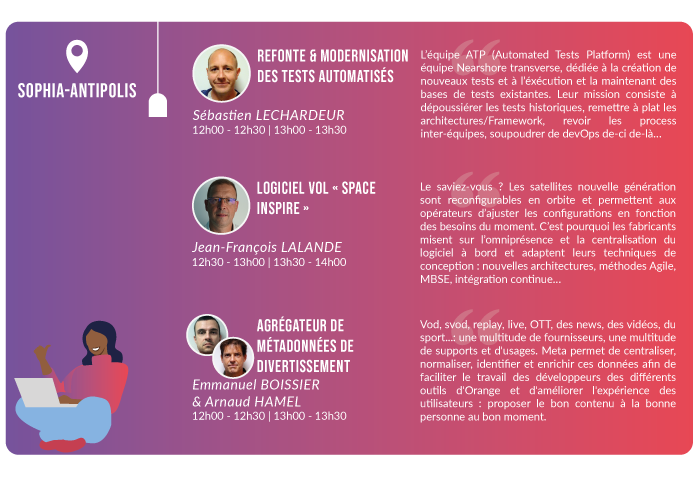 SOPHIA-ANTIPOLIS
REFONTE & MODERNISATION
DES TESTS AUTOMATISÉS
Sébastien LECHARDEUR
12h00 - 12h30 | 13h00 - 13h30
L'équipe ATP (Automated Tests Platform) est une
équipe Nearshore transverse, dédiée à la création de
nouveaux tests et à l'éxécution et la maintenant des
bases de tests existantes. Leur mission consiste à
dépoussiérer les tests historiques, remettre à plat les
architectures/Framework, revoir les process
inter-équipes, soupoudrer de devOps de-ci de-là...
LOGICIEL VOL « SPACE
INSPIRE »
Jean-François LALANDE
12h30 - 13h00 | 13h30 - 14h00
Le saviez-vous ? Les satellites nouvelle génération
sont reconfigurables en orbite et permettent aux
opérateurs d'ajuster les configurations en fonction
des besoins du moment. C'est pourquoi les fabricants
misent sur l'omniprésence et la centralisation du
logiciel à bord et adaptent leurs techniques de
conception : nouvelles architectures, méthodes Agile,
MBSE, intégration continue...
AGRÉGATEUR DE
MÉTADONNÉES DE
DIVERTISSEMENT
Emmanuel BOISSIER
& Arnaud HAMEL
12h00 - 12h30 | 13h00 - 13h30
Vod, svod, replay, live, OTT, des news, des vidéos, du
sport...: une multitude de fournisseurs, une multitude
de supports et d'usages. Meta permet de centraliser,
normaliser, identifier et enrichir ces données afin de
faciliter le travail des développeurs des différents
outils d'Orange et d'améliorer l'expérience des
utilisateurs : proposer le bon contenu à la bonne
personne au bon moment.